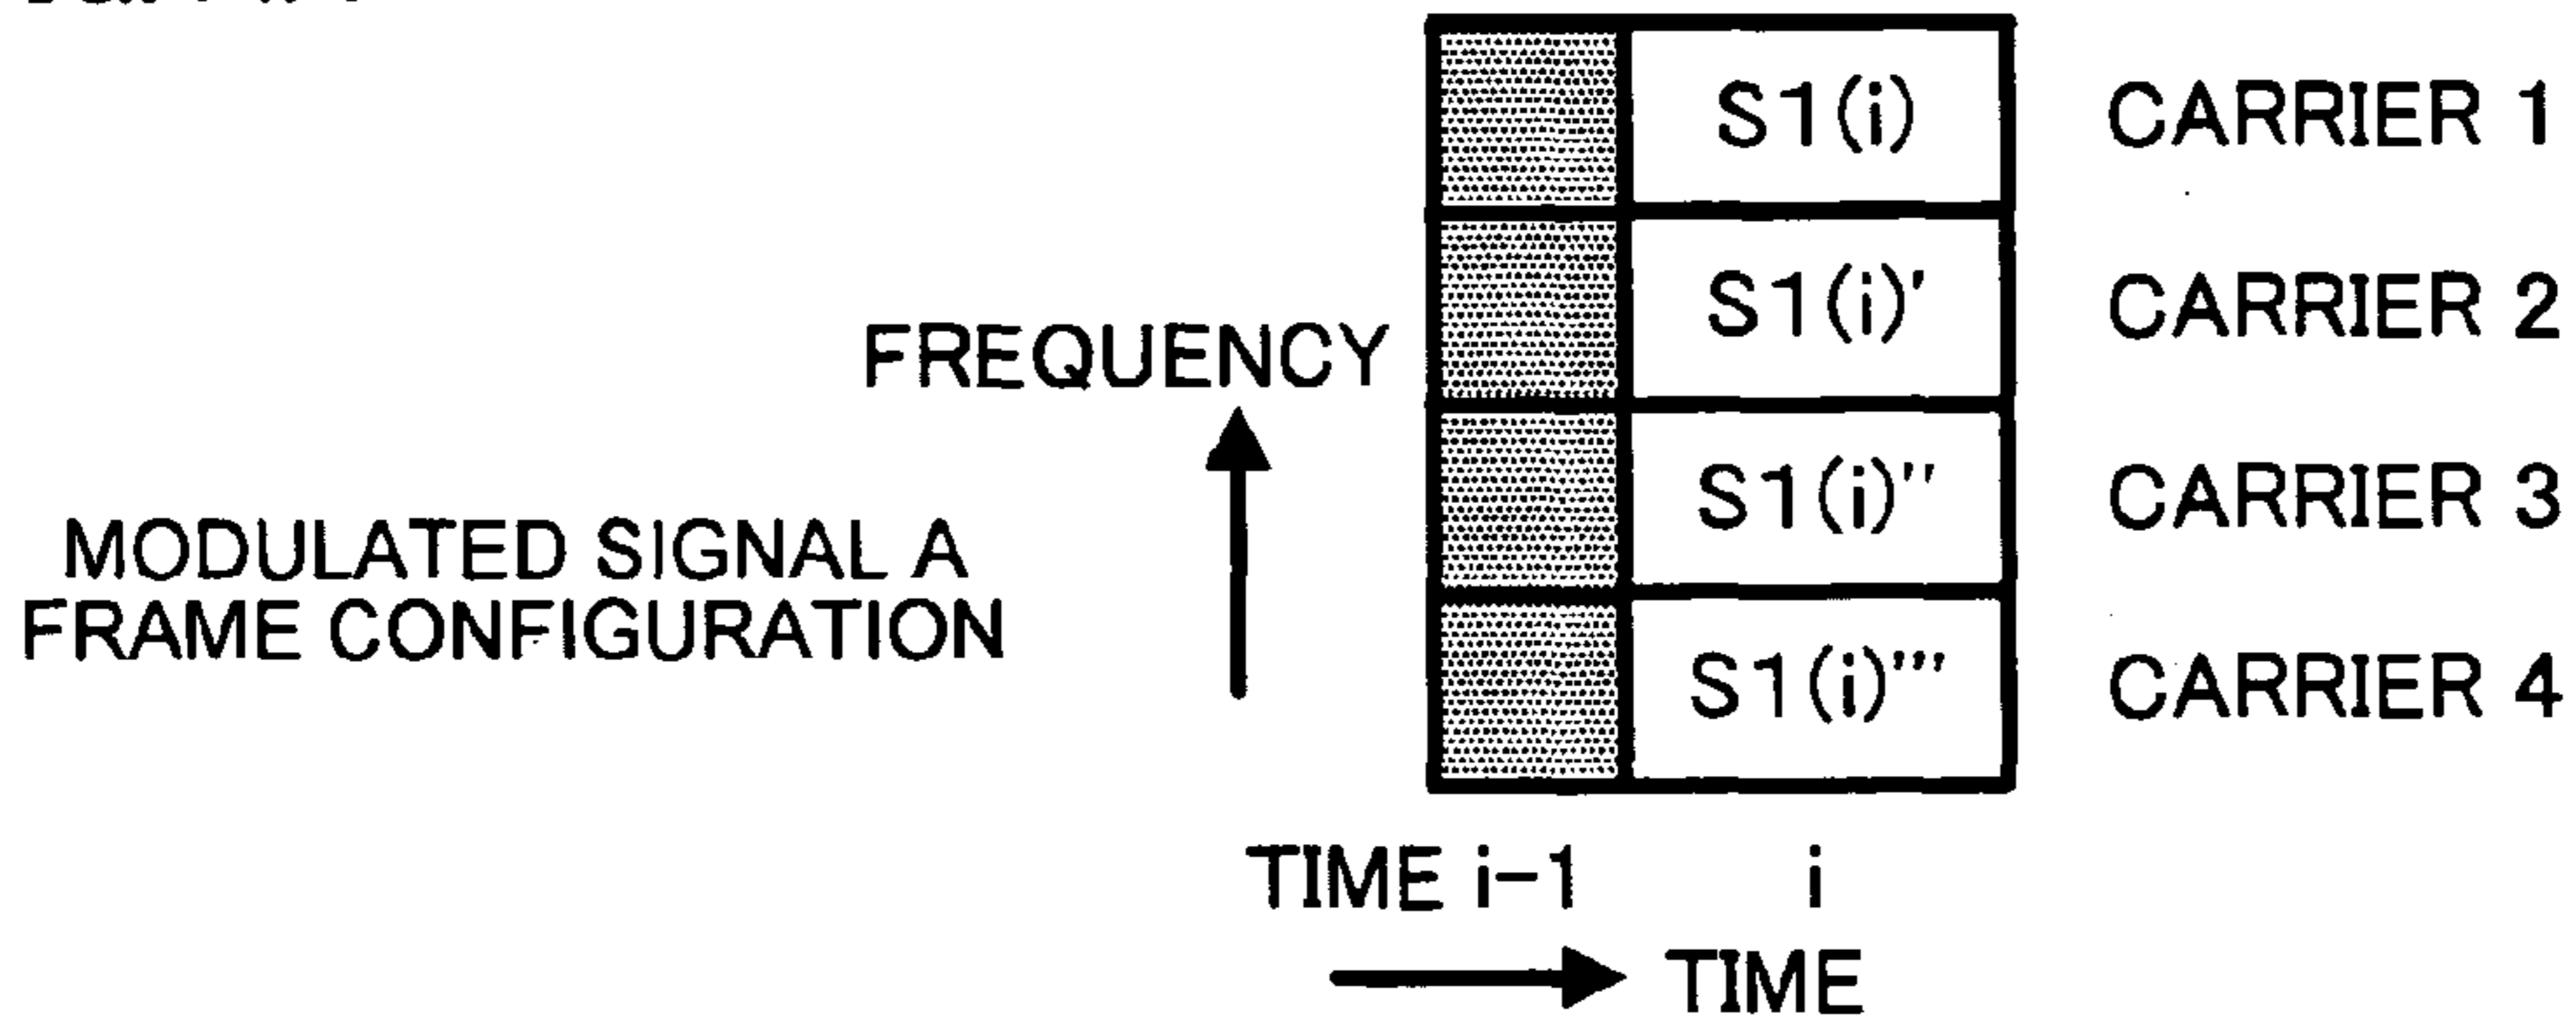 S1(i) CARRIER 1
S1(i)' CARRIER 2
FREQUENCY
S1(i)'' CARRIER 3
MODULATED SIGNAL A
FRAME CONFIGURATION
S1(i)''' CARRIER 4
TIME i-1 i
TIME